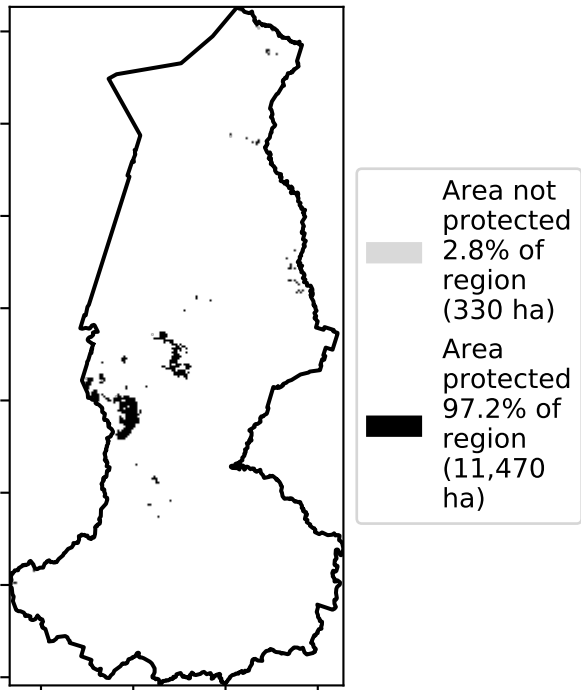 Area not
protected
2.8% of
region
(330 ha)
Area
protected
97.2% of
region
(11,470
ha)